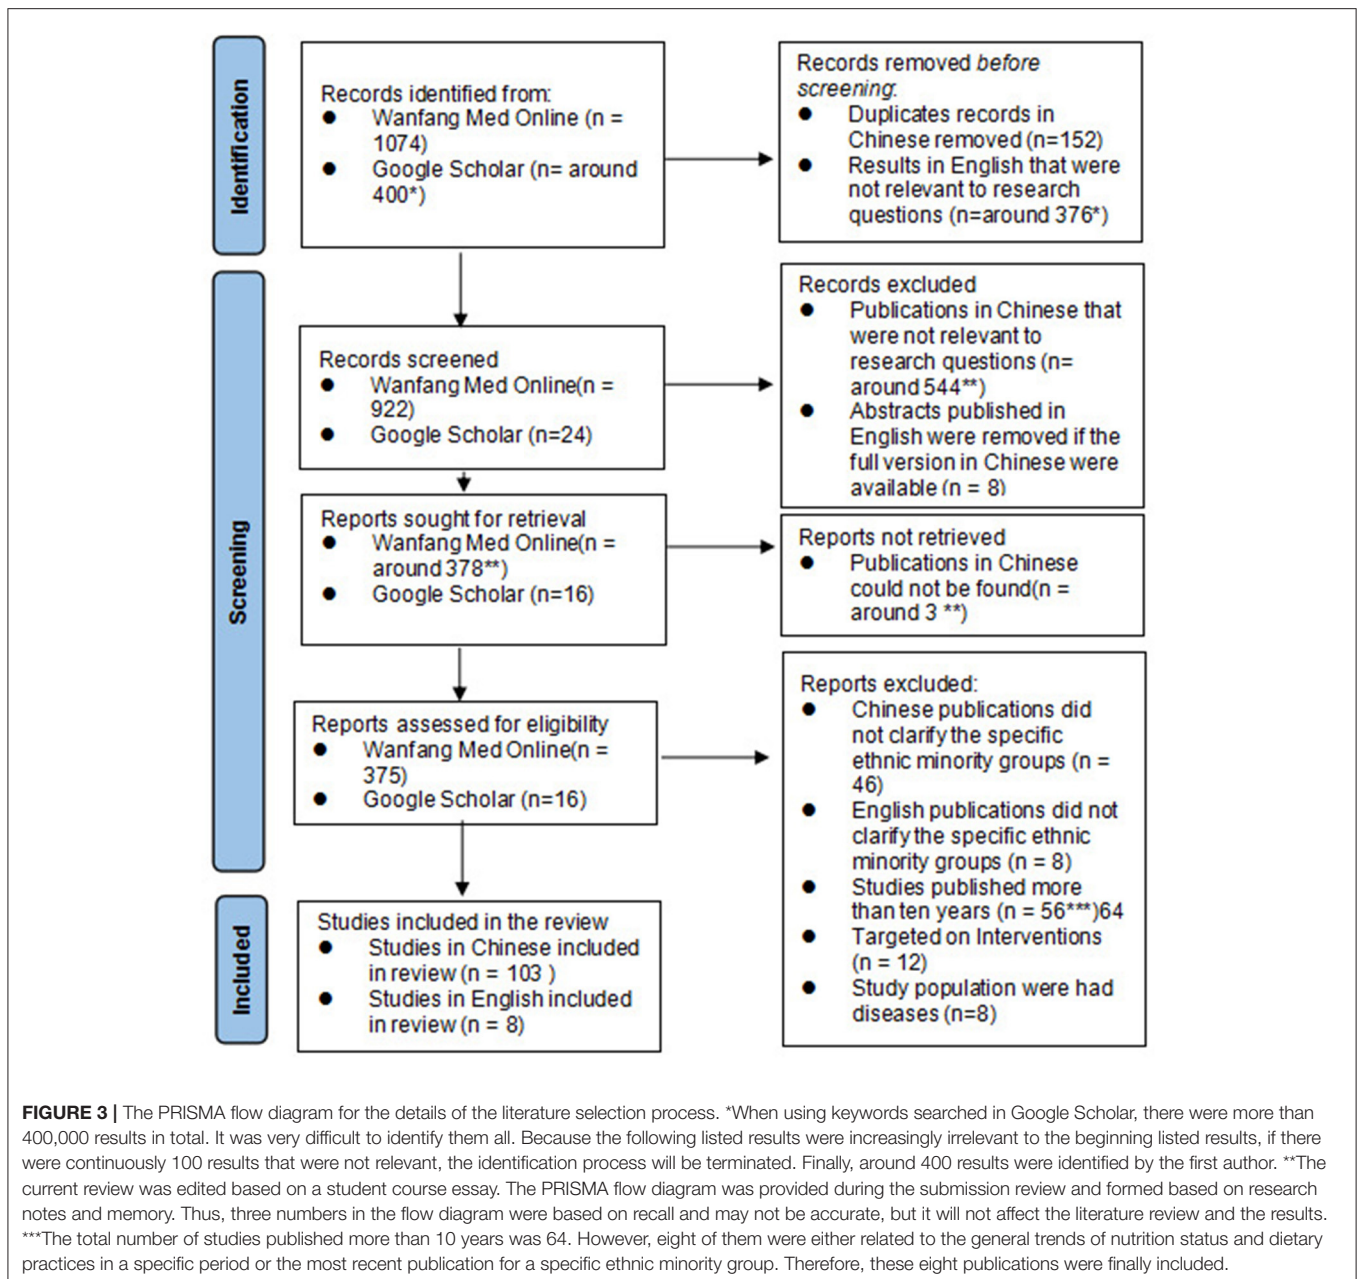 Identification
Records identified from:
● Wanfang Med Online (n =
1074)
● Google Scholar (n= around
400*)
Records removed before
screening:
● Duplicates records in
Chinese removed (n=152)
● Results in English that were
not relevant to research
questions (n=around 376*)
Screening
Records screened
● Wanfang Med Online(n =
922)
● Google Scholar (n=24)
Records excluded
● Publications in Chinese that
were not relevant to
research questions (n=
around 544**)
● Abstracts published in
English were removed if the
full version in Chinese were
available (n = 8)
Reports sought for retrieval
● Wanfang Med Online(n =
around 378**)
● Google Scholar (n=16)
Reports not retrieved
● Publications in Chinese
could not be found(n =
around 3 **)
Reports assessed for eligibility
● Wanfang Med Online(n =
375)
● Google Scholar (n=16)
Reports excluded:
● Chinese publications did
not clarify the specific
ethnic minority groups (n =
46)
● English publications did not
clarify the specific ethnic
minority groups (n = 8)
● Studies published more
than ten years (n = 56***)64
● Targeted on Interventions
(n = 12)
● Study population were had
diseases (n=8)
Included
Studies included in the review
● Studies in Chinese included
in review (n = 103 )
● Studies in English included
in review (n = 8)
FIGURE 3 | The PRISMA flow diagram for the details of the literature selection process. *When using keywords searched in Google Scholar, there were more than
400,000 results in total. It was very difficult to identify them all. Because the following listed results were increasingly irrelevant to the beginning listed results, if there
were continuously 100 results that were not relevant, the identification process will be terminated. Finally, around 400 results were identified by the first author. **The
current review was edited based on a student course essay. The PRISMA flow diagram was provided during the submission review and formed based on research
notes and memory. Thus, three numbers in the flow diagram were based on recall and may not be accurate, but it will not affect the literature review and the results.
***The total number of studies published more than 10 years was 64. However, eight of them were either related to the general trends of nutrition status and dietary
practices in a specific period or the most recent publication for a specific ethnic minority group. Therefore, these eight publications were finally included.